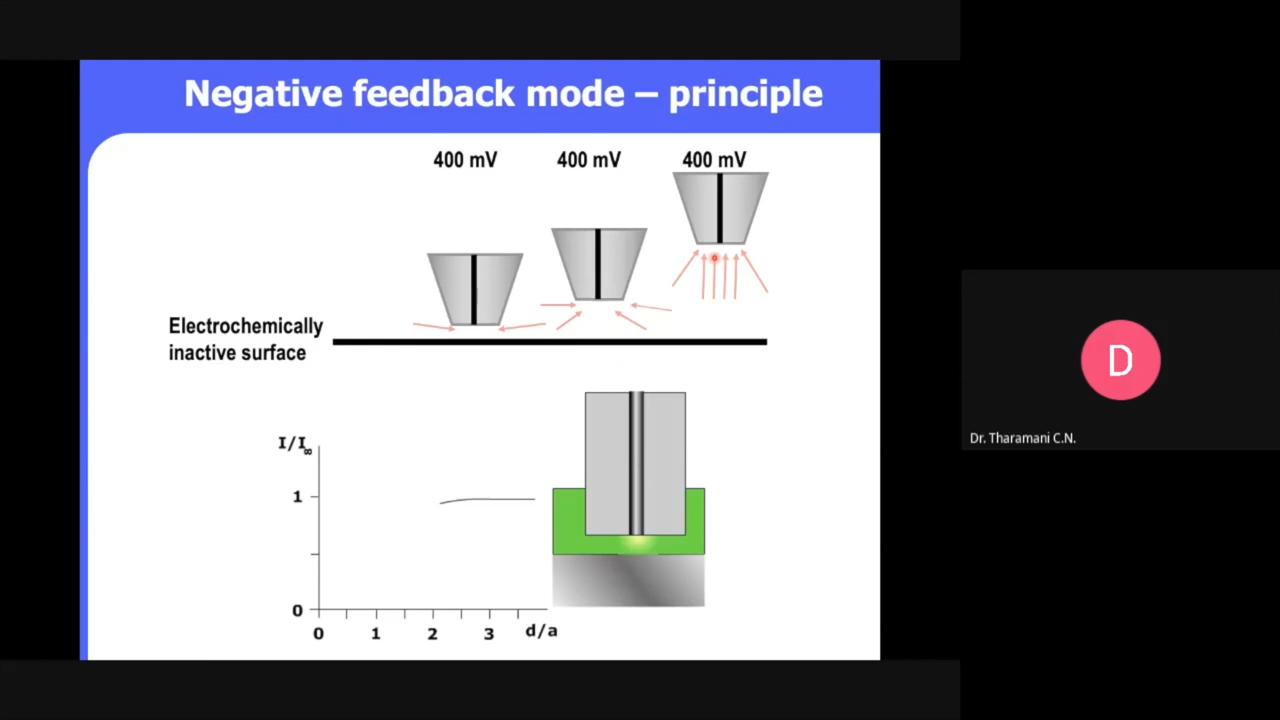 Negative feedback mode – principle
400 mV 400 mV 400 mV
Electrochemically
inactive surface
I/I∞
1
0
0 1 2 3 d/a
D
Dr. Tharamani C.N.